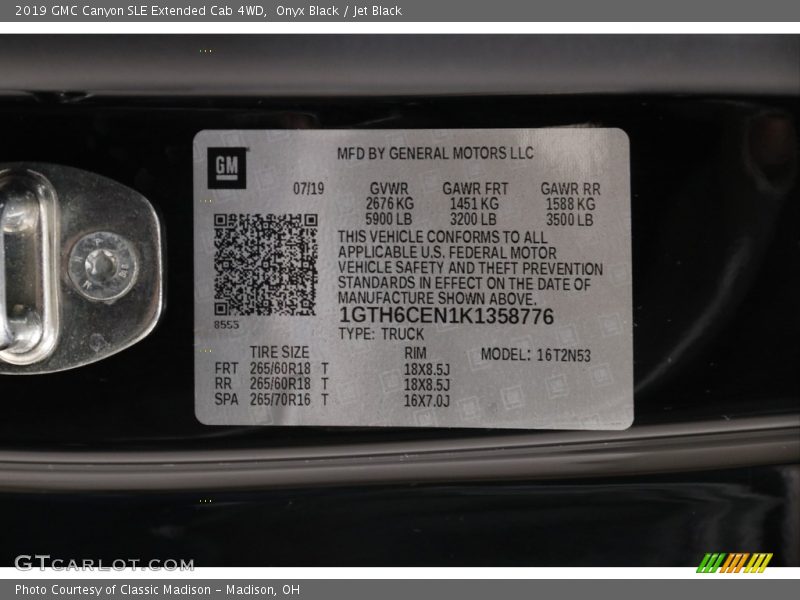 2019 GMC Canyon SLE Extended Cab 4WD,  Onyx Black / Jet Black
GM
MFD BY GENERAL MOTORS LLC
07/19 GVWR GAWR FRT GAWR RR
2676 KG 1451 KG 1588 KG
5900 LB 3200 LB 3500 LB
THIS VEHICLE CONFORMS TO ALL
APPLICABLE U.S. FEDERAL MOTOR
VEHICLE SAFETY AND THEFT PREVENTION
STANDARDS IN EFFECT ON THE DATE OF
MANUFACTURE SHOWN ABOVE.
1GTH6CEN1K1358776
8555
TYPE: TRUCK
TIRE SIZE RIM MODEL: 16T2N53
FRT 265/60R18 T 18X8.5J
RR 265/60R18 T 18X8.5J
SPA 265/70R16 T 16X7.0J
GTCARLOT.COM
Photo Courtesy of Classic Madison - Madison, OH